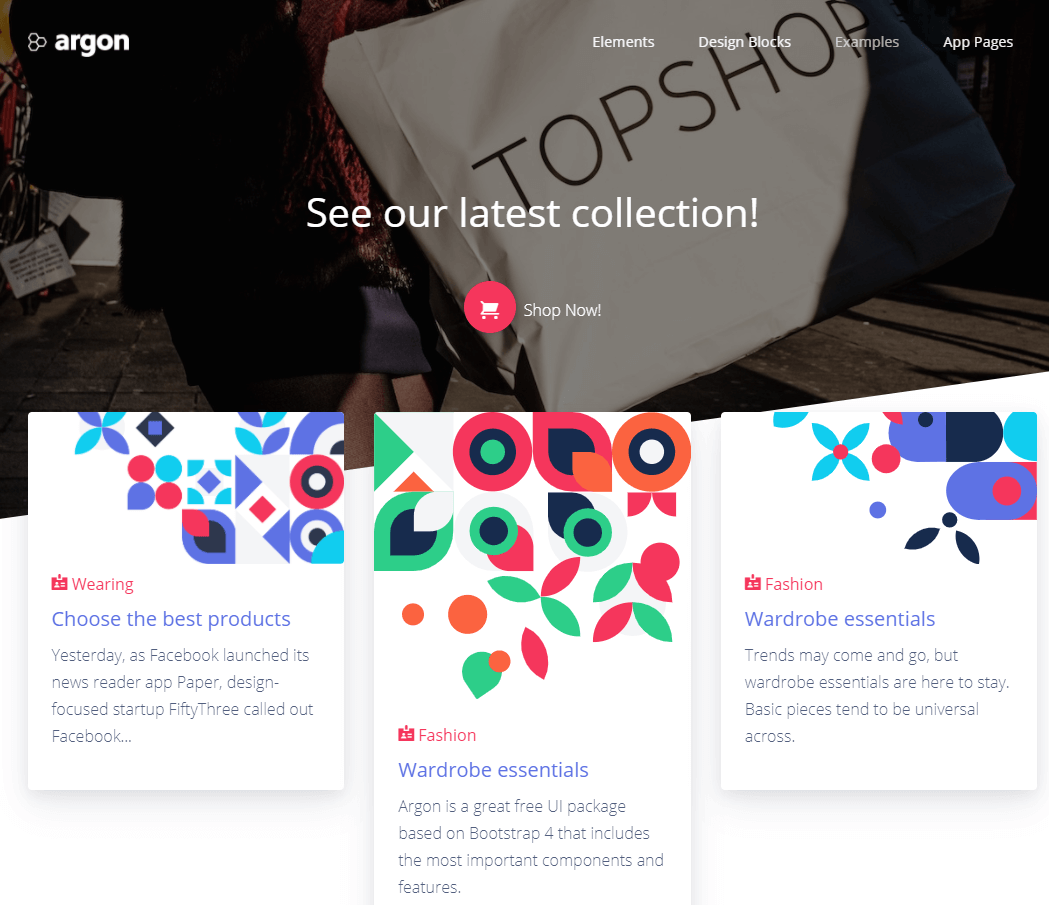 argon
Elements
Design Blocks
Examples
App Pages
TOPSHOP
See our latest collection!
Shop Now!
Wearing
Choose the best products
Yesterday, as Facebook launched its
news reader app Paper, design-
focused startup FiftyThree called out
Facebook...
Fashion
Wardrobe essentials
Argon is a great free UI package
based on Bootstrap 4 that includes
the most important components and
features.
Fashion
Wardrobe essentials
Trends may come and go, but
wardrobe essentials are here to stay.
Basic pieces tend to be universal
across.